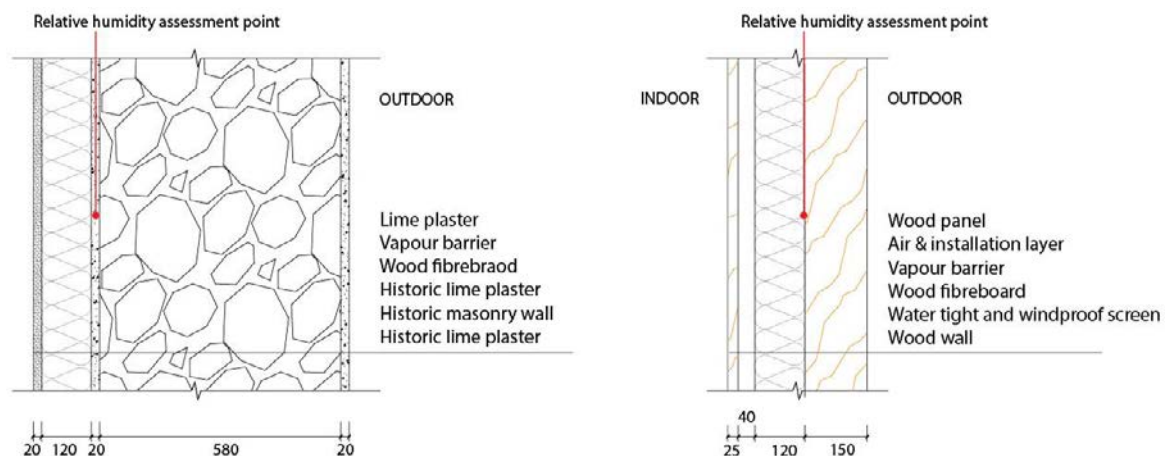 Relative humidity assessment point
OUTDOOR
Lime plaster
Vapour barrier
Wood fibrebraod
Historic lime plaster
Historic masonry wall
Historic lime plaster
20 120 20 580 20
Relative humidity assessment point
INDOOR
OUTDOOR
Wood panel
Air & installation layer
Vapour barrier
Wood fibreboard
Water tight and windproof screen
Wood wall
40
25 120 150